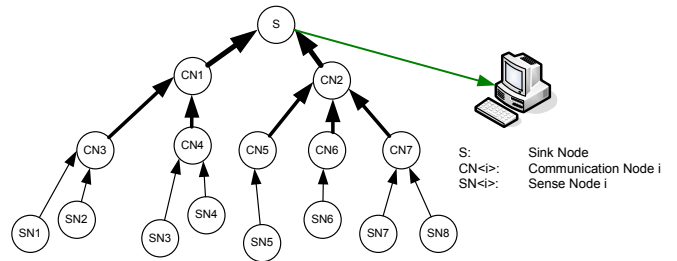 S
CN1
CN2
CN3
CN4
CN5
CN6
CN7
SN1
SN2
SN3
SN4
SN5
SN6
SN7
SN8
S: Sink Node
CN<i>: Communication Node i
SN<i>: Sense Node i